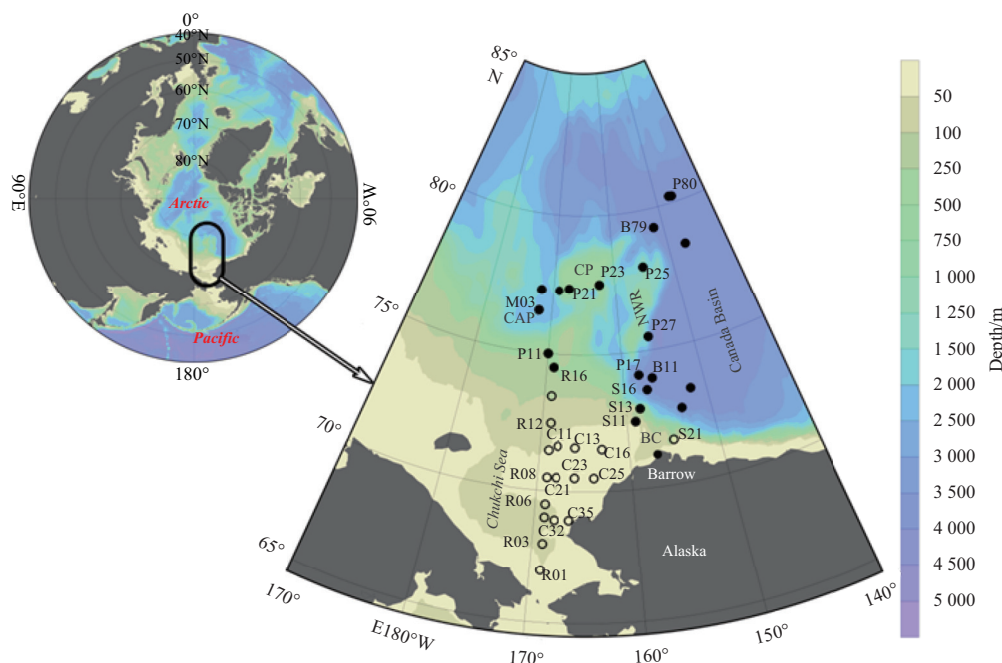 0°
40°N
50°N
60°N
70°N
80°N
90°E
90°W
Arctic
Pacific
180°
85°
N
80°
75°
70°
65°
170°
E180°W
170°
160°
150°
140°
P80
B79
P25
CP
P23
P21
M03
CAP
NWR
P27
Canada Basin
P11
R16
P17
B11
S16
S13
S11
R12
C11
C13
C16
BC
S21
Barrow
Chukchi Sea
R08
C23
C25
C21
R06
C35
C32
R03
R01
Alaska
50
100
250
500
750
1 000
1 250
1 500
2 000
2 500
3 000
3 500
4 000
4 500
5 000
Depth/m